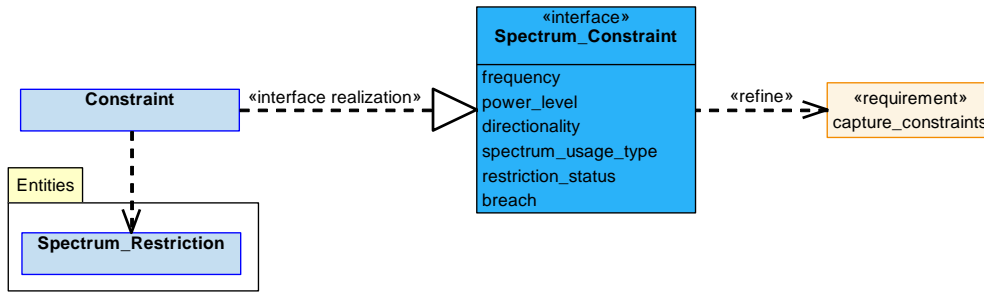 «interface»
Spectrum_Constraint
frequency
power_level
directionality
spectrum_usage_type
restriction_status
breach
Constraint
«interface realization»
«refine»
«requirement»
capture_constraints
Entities
Spectrum_Restriction